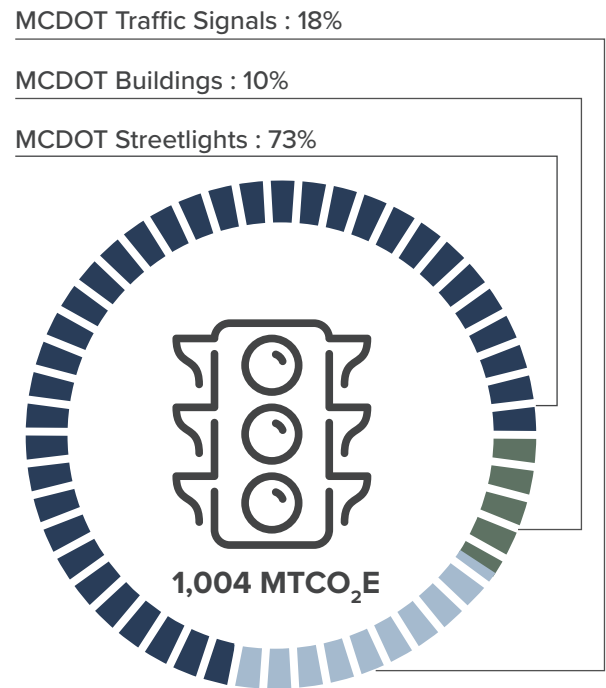 MCDOT Traffic Signals : 18%
MCDOT Buildings : 10%
MCDOT Streetlights : 73%
1,004 MTCO₂E